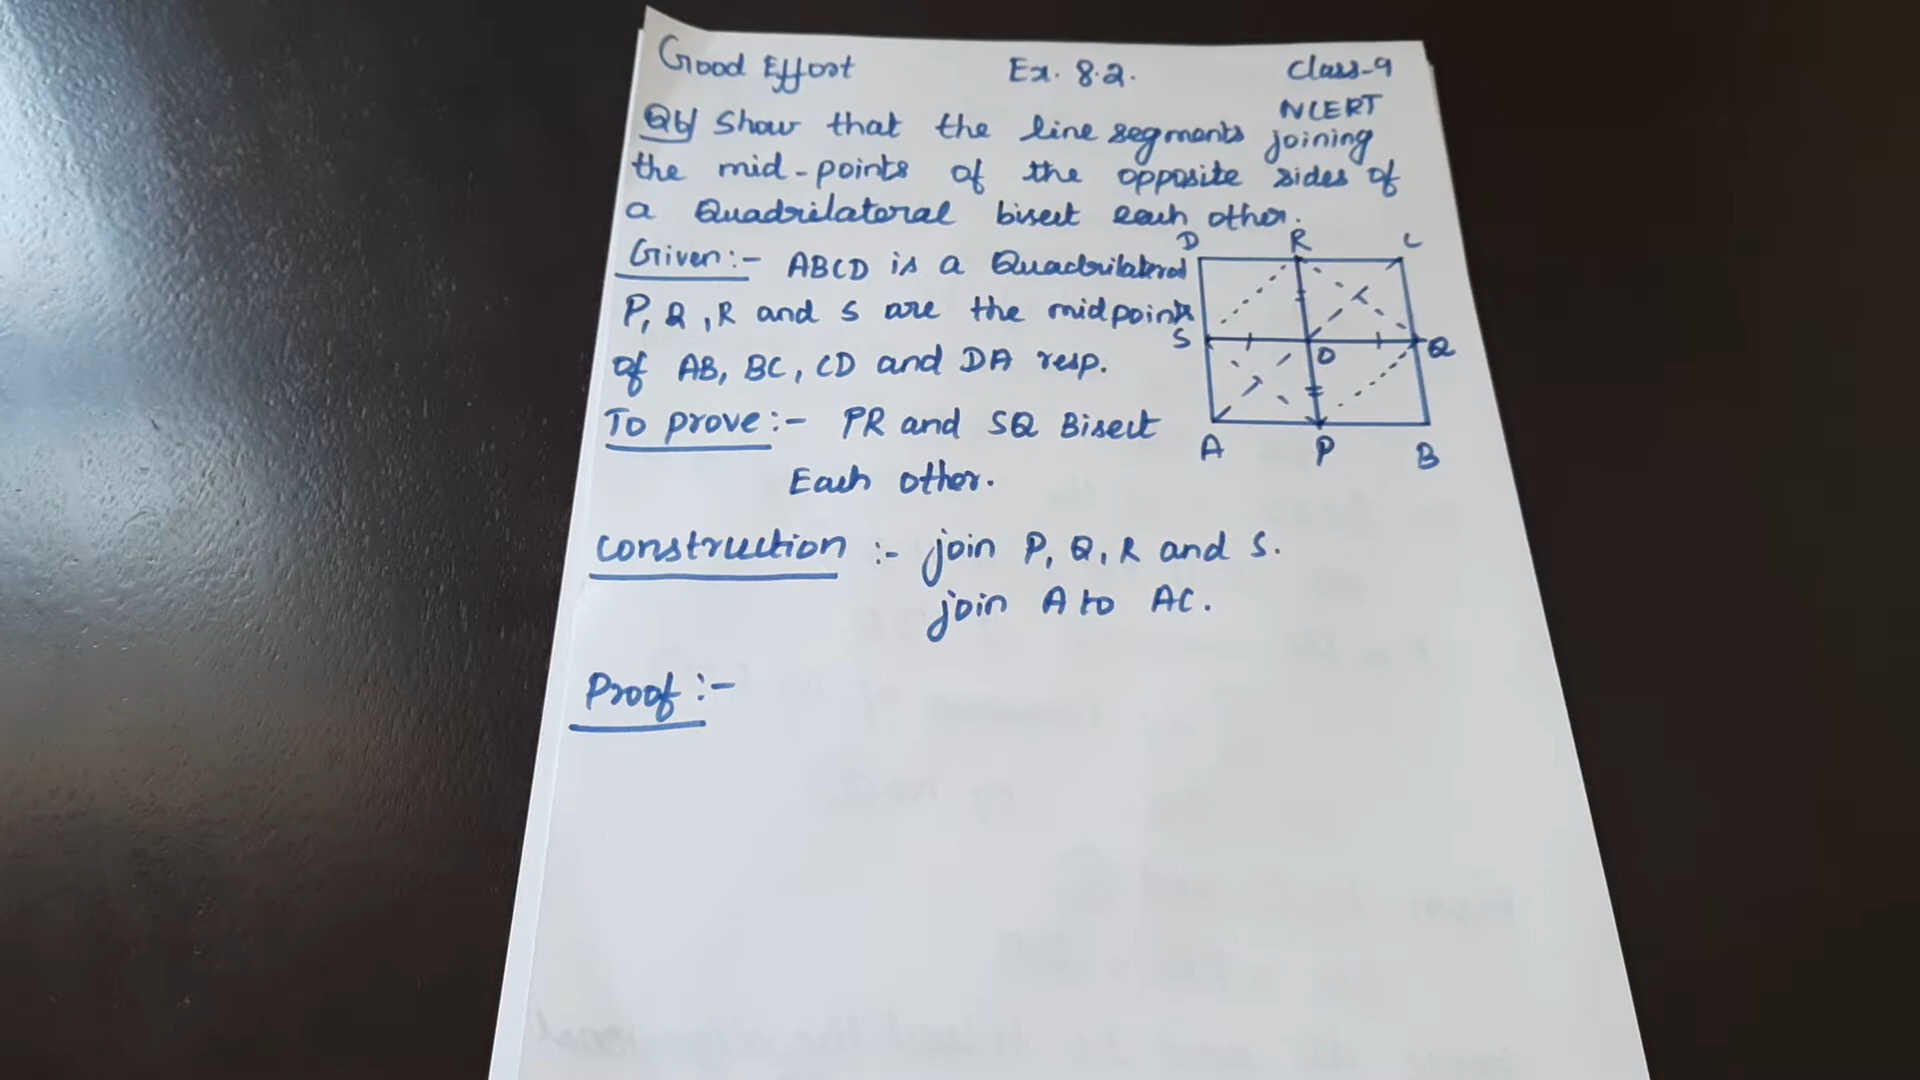 Good Effort Ex. 8.2. Class-9
NCERT
Q6/ Show that the line segments joining
the mid-points of the opposite sides of
a Quadrilateral bisect each other.
Given:- ABCD is a Quadrilateral
P, Q, R and S are the midpoints
of AB, BC, CD and DA resp.
To prove:- PR and SQ Bisect
Each other.
D R C
S O Q
A P B
construction :- join P, Q, R and S.
join A to AC.
Proof:-